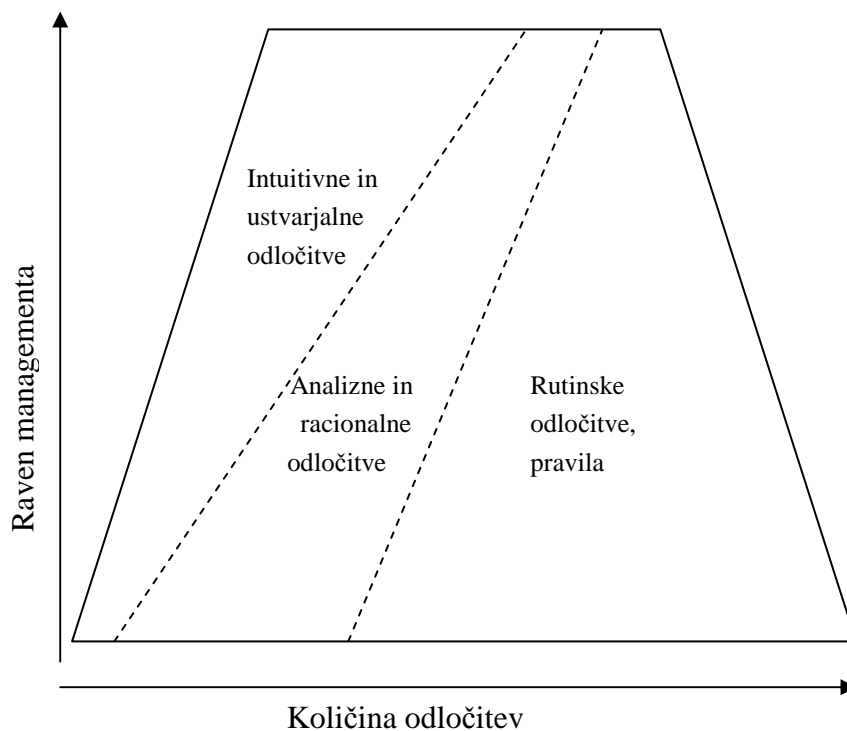 Intuitivne in
ustvarjalne
odločitve
Analizne in
racionalne
odločitve
Rutinske
odločitve,
pravila
Raven managementa
Količina odločitev